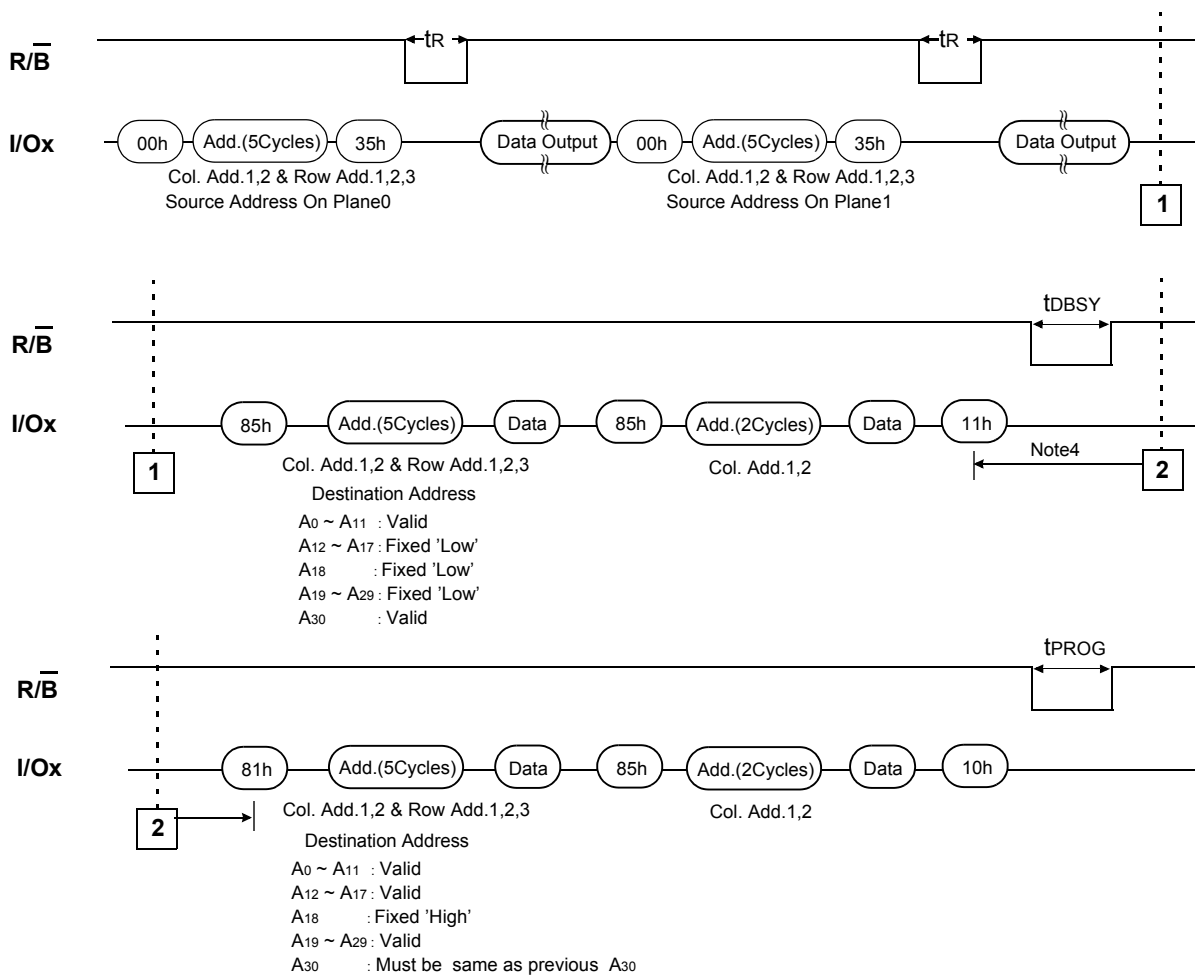 tR tR
R/B
I/Ox 00h Add.(5Cycles) 35h Data Output 00h Add.(5Cycles) 35h Data Output
Col. Add.1,2 & Row Add.1,2,3 Col. Add.1,2 & Row Add.1,2,3
Source Address On Plane0 Source Address On Plane1
1
tDBSY
R/B
I/Ox 85h Add.(5Cycles) Data 85h Add.(2Cycles) Data 11h
1 Col. Add.1,2 & Row Add.1,2,3 Col. Add.1,2 Note4 2
Destination Address
A0 ~ A11 : Valid
A12 ~ A17 : Fixed 'Low'
A18 : Fixed 'Low'
A19 ~ A29 : Fixed 'Low'
A30 : Valid
tPROG
R/B
I/Ox 81h Add.(5Cycles) Data 85h Add.(2Cycles) Data 10h
2 Col. Add.1,2 & Row Add.1,2,3 Col. Add.1,2
Destination Address
A0 ~ A11 : Valid
A12 ~ A17 : Valid
A18 : Fixed 'High'
A19 ~ A29 : Valid
A30 : Must be same as previous A30